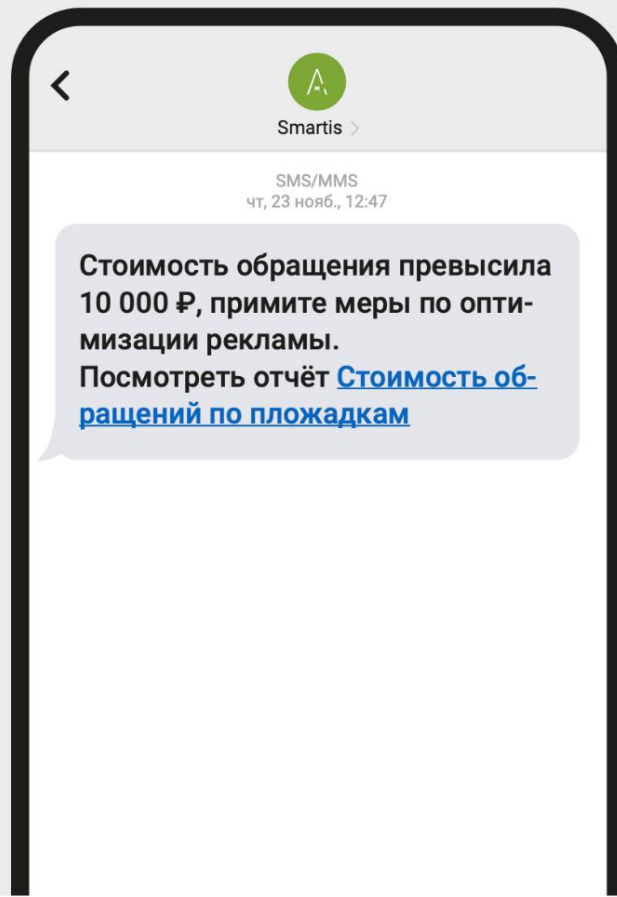 Smartis
SMS/MMS
чт, 23 нояб., 12:47
Стоимость обращения превысила
10 000 ₽, примите меры по опти-
мизации рекламы.
Посмотреть отчёт Стоимость об-
ращений по пложадкам